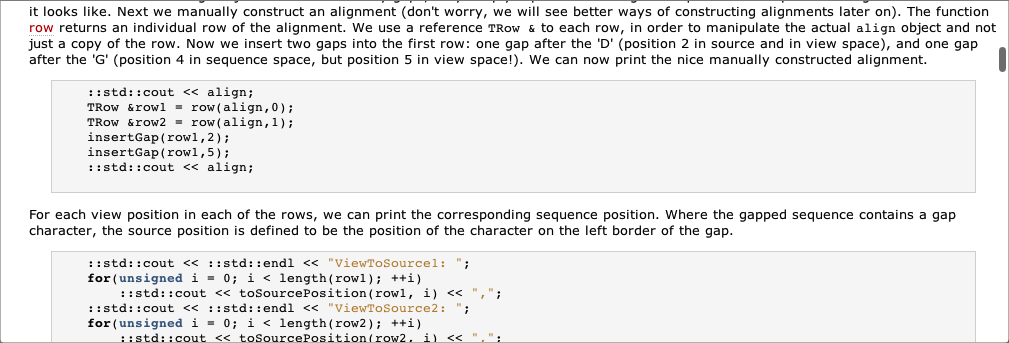 it looks like. Next we manually construct an alignment (don't worry, we will see better ways of constructing alignments later on). The function
row returns an individual row of the alignment. We use a reference TRow & to each row, in order to manipulate the actual align object and not
just a copy of the row. Now we insert two gaps into the first row: one gap after the 'D' (position 2 in source and in view space), and one gap
after the 'G' (position 4 in sequence space, but position 5 in view space!). We can now print the nice manually constructed alignment.
::std::cout << align;
TRow &row1 = row(align,0);
TRow &row2 = row(align,1);
insertGap(row1,2);
insertGap(row1,5);
::std::cout << align;
For each view position in each of the rows, we can print the corresponding sequence position. Where the gapped sequence contains a gap
character, the source position is defined to be the position of the character on the left border of the gap.
::std::cout << ::std::endl << "ViewToSource1: ";
for(unsigned i = 0; i < length(row1); ++i)
::std::cout << toSourcePosition(row1, i) << ",";
::std::cout << ::std::endl << "ViewToSource2: ";
for(unsigned i = 0; i < length(row2); ++i)
::std::cout << toSourcePosition(row2, i) << ",";